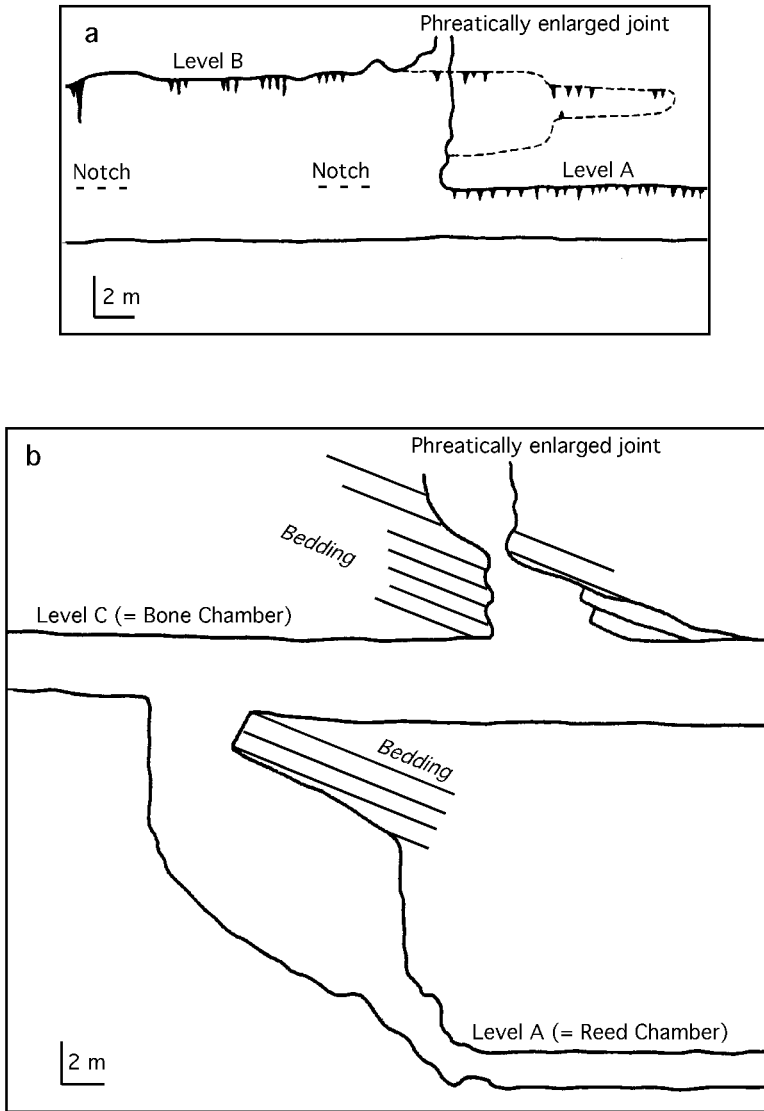 a
Phreatically enlarged joint
Level B
Notch
Notch
Level A
2 m
b
Phreatically enlarged joint
Bedding
Level C (= Bone Chamber)
Bedding
Level A (= Reed Chamber)
2 m